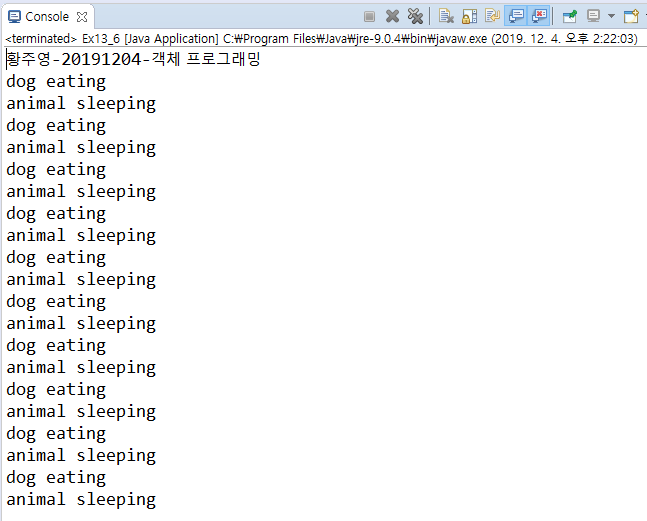 Console
<terminated> Ex13_6 [Java Application] C:₩Program Files₩Java₩jre-9.0.4₩bin₩javaw.exe (2019. 12. 4. 오후 2:22:03)
황주영-20191204-객체 프로그래밍
dog eating
animal sleeping
dog eating
animal sleeping
dog eating
animal sleeping
dog eating
animal sleeping
dog eating
animal sleeping
dog eating
animal sleeping
dog eating
animal sleeping
dog eating
animal sleeping
dog eating
animal sleeping
dog eating
animal sleeping